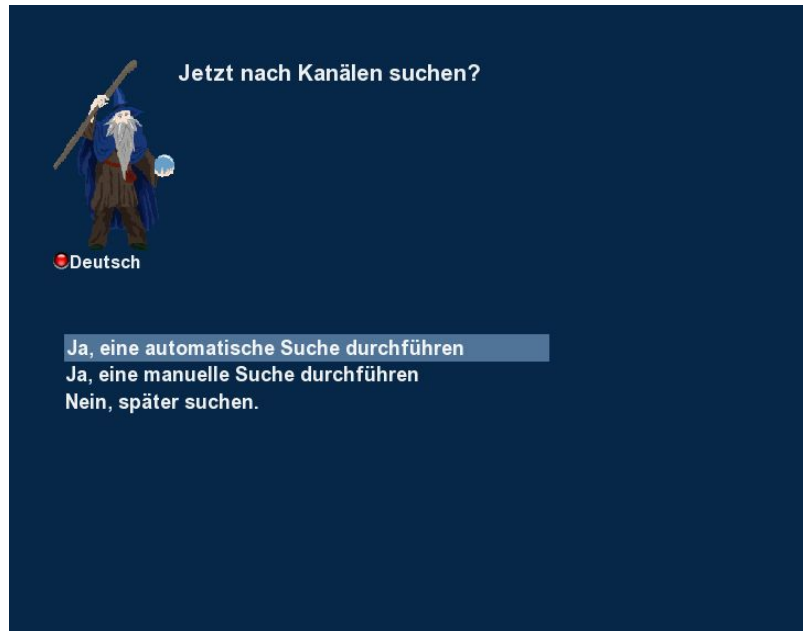 Jetzt nach Kanälen suchen?
Deutsch
Ja, eine automatische Suche durchführen
Ja, eine manuelle Suche durchführen
Nein, später suchen.